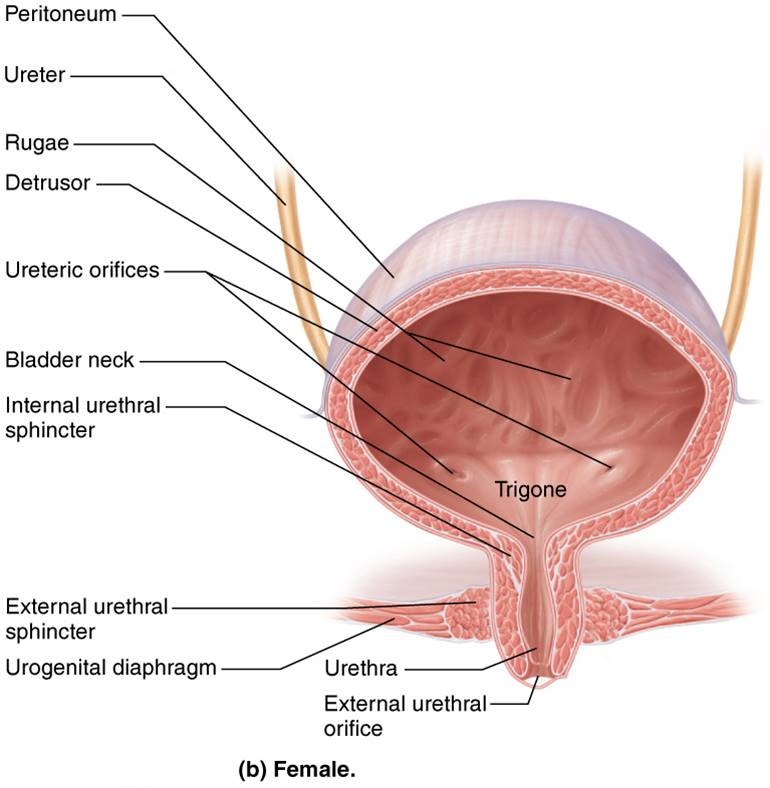 Peritoneum
Ureter
Rugae
Detrusor
Ureteric orifices
Bladder neck
Internal urethral
sphincter
Trigone
External urethral
sphincter
Urogenital diaphragm
Urethra
External urethral
orifice
(b) Female.